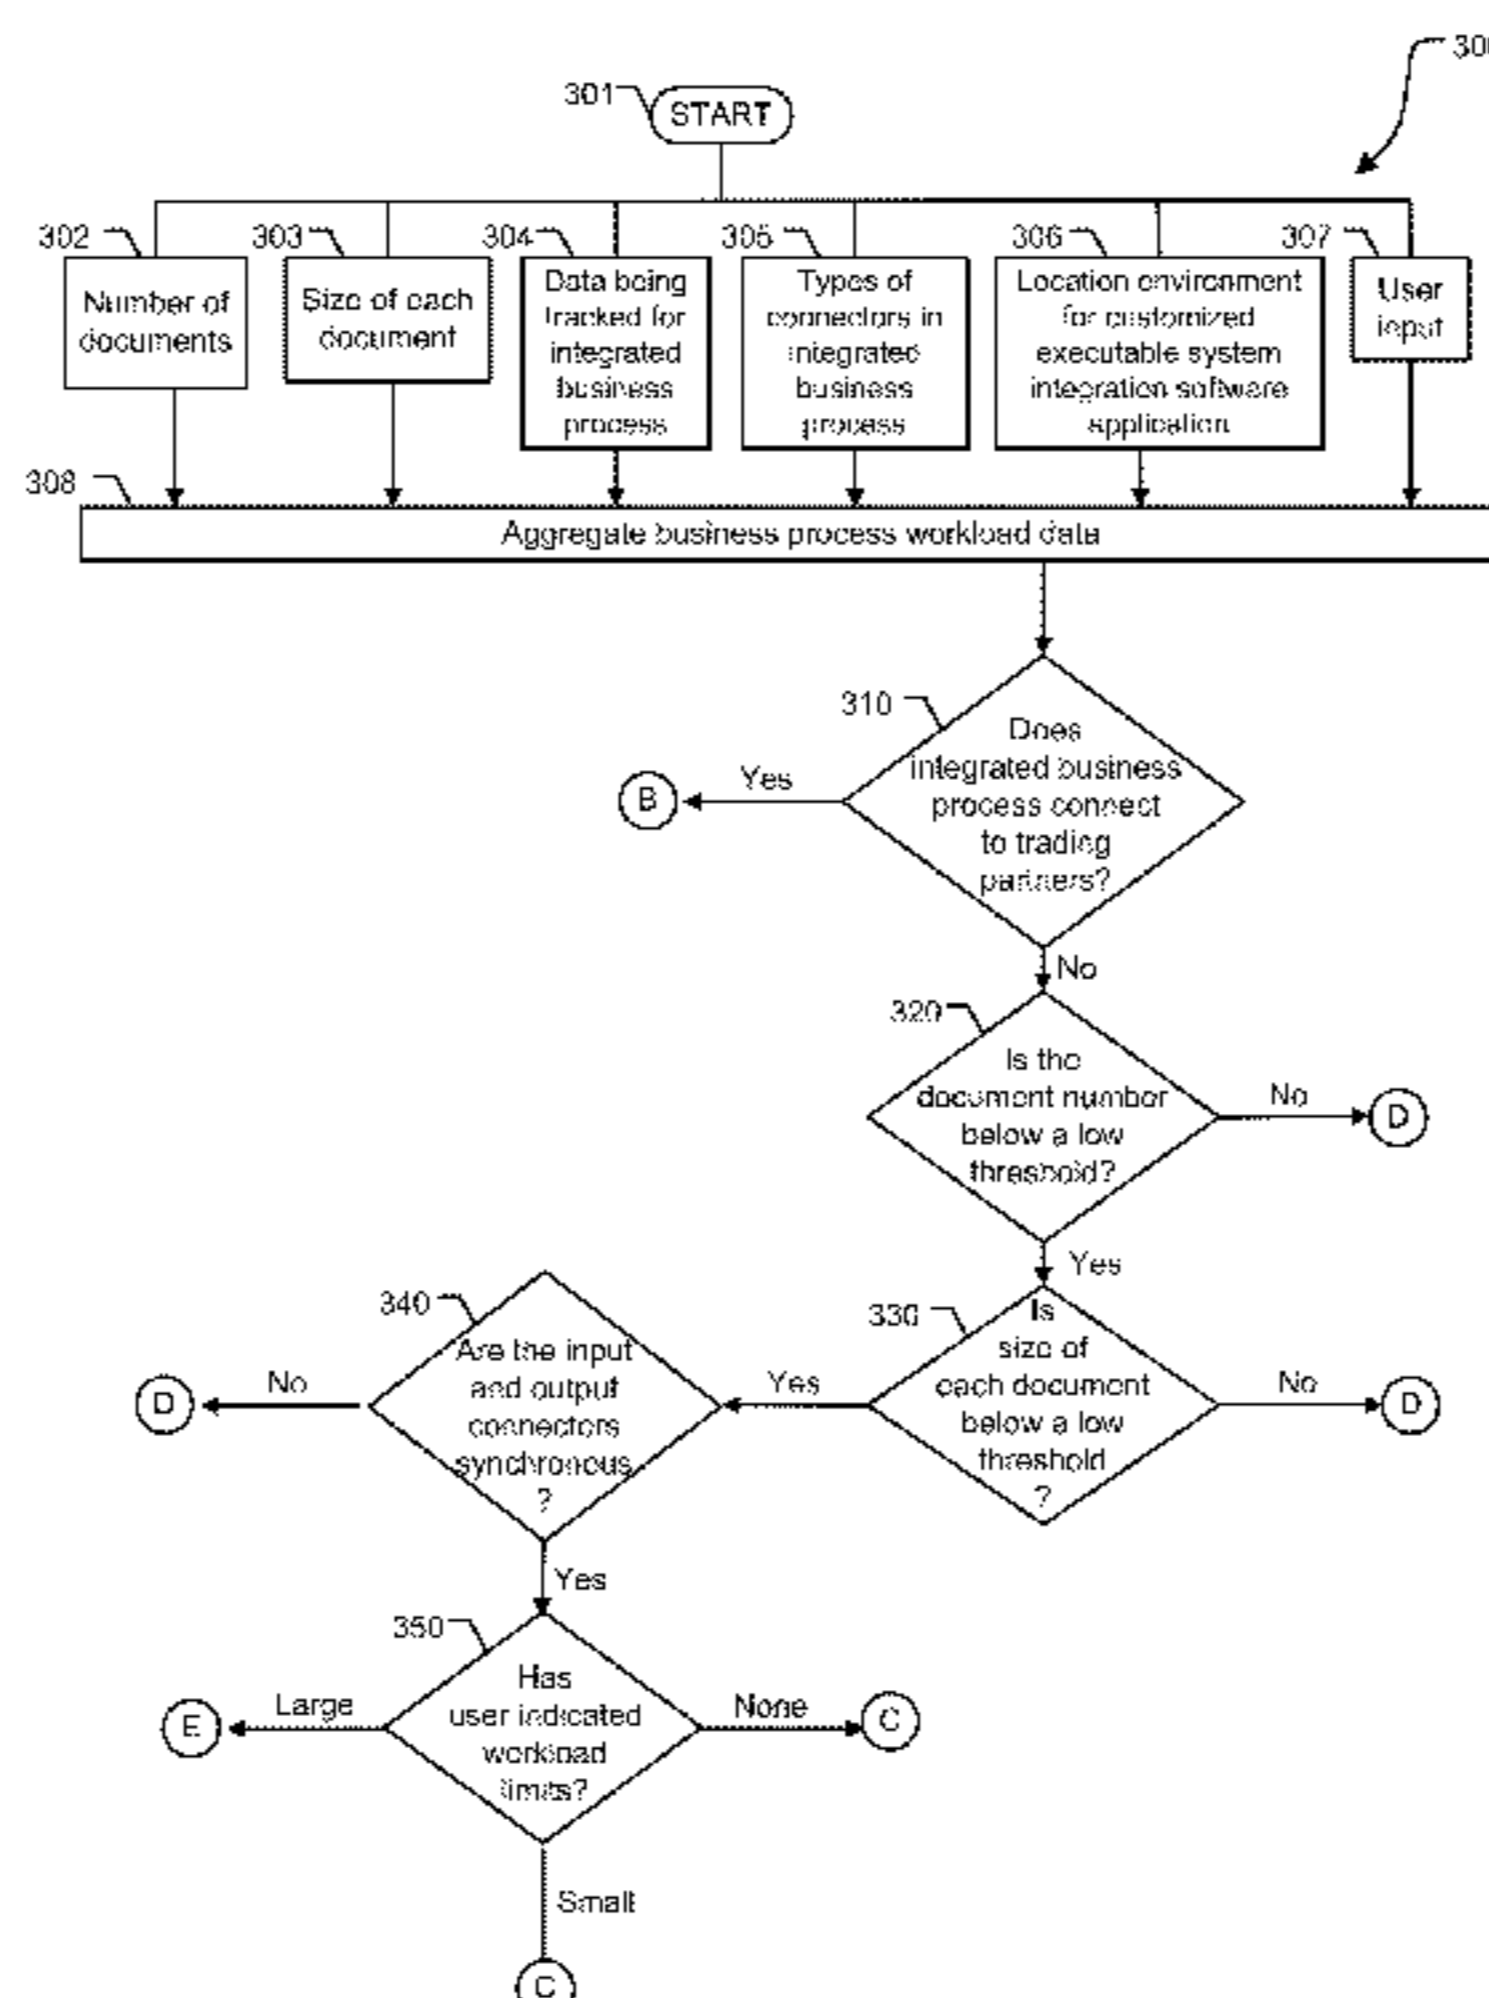 300
301
START
302
303
304
305
306
307
Number of
documents
Size of each
document
Data being
tracked for
integrated
business
process
Types of
connectors in
integrated
business
process
Location environment
for customized
executable system
integration software
application
User
input
308
Aggregate business process workload data
310
Does
integrated business
process connect
to trading
partners?
Yes
B
No
320
Is the
document number
below a low
threshold?
No
D
Yes
330
Is
size of
each document
below a low
threshold
?
No
D
Yes
340
Are the input
and output
connectors
synchronous
?
No
D
Yes
350
Has
user indicated
workload
limits?
Large
E
None
C
Small
C